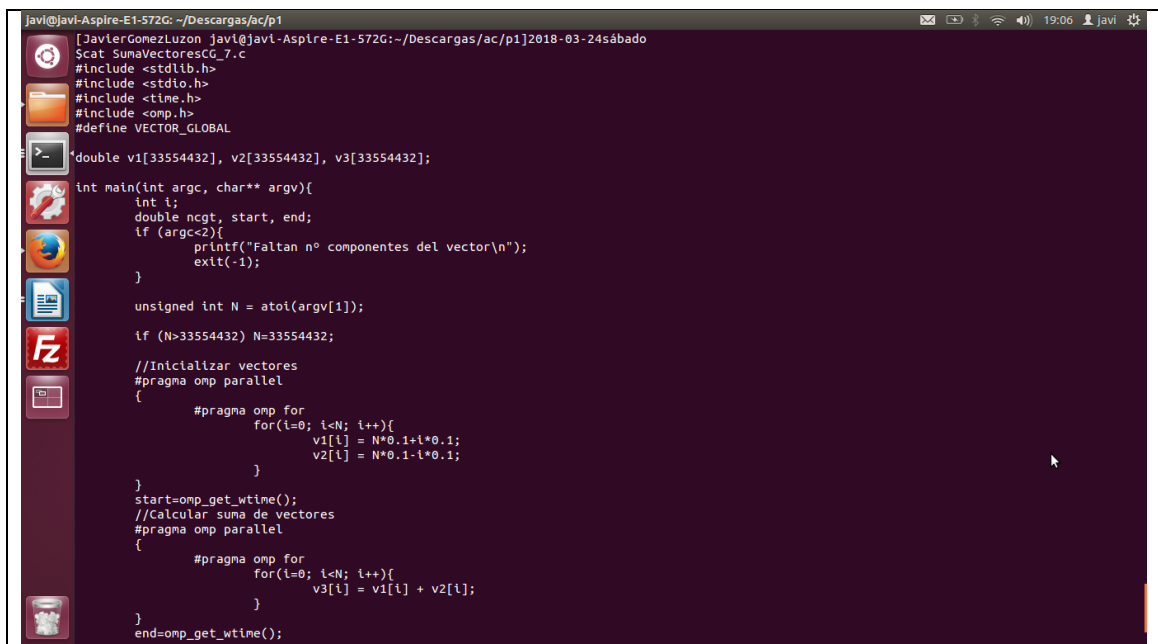 javi@javi-Aspire-E1-572G: ~/Descargas/ac/p1
19:06 javi
[JavierGomezLuzon javi@javi-Aspire-E1-572G:~/Descargas/ac/p1]2018-03-24sábado
$cat SumaVectoresCG_7.c
#include <stdlib.h>
#include <stdio.h>
#include <time.h>
#include <omp.h>
#define VECTOR_GLOBAL
double v1[33554432], v2[33554432], v3[33554432];
int main(int argc, char** argv){
int i;
double ncgt, start, end;
if (argc<2){
printf("Faltan nº componentes del vector\n");
exit(-1);
}
unsigned int N = atoi(argv[1]);
if (N>33554432) N=33554432;
//Inicializar vectores
#pragma omp parallel
{
#pragma omp for
for(i=0; i<N; i++){
v1[i] = N*0.1+i*0.1;
v2[i] = N*0.1-i*0.1;
}
}
start=omp_get_wtime();
//Calcular suma de vectores
#pragma omp parallel
{
#pragma omp for
for(i=0; i<N; i++){
v3[i] = v1[i] + v2[i];
}
}
end=omp_get_wtime();
Fz